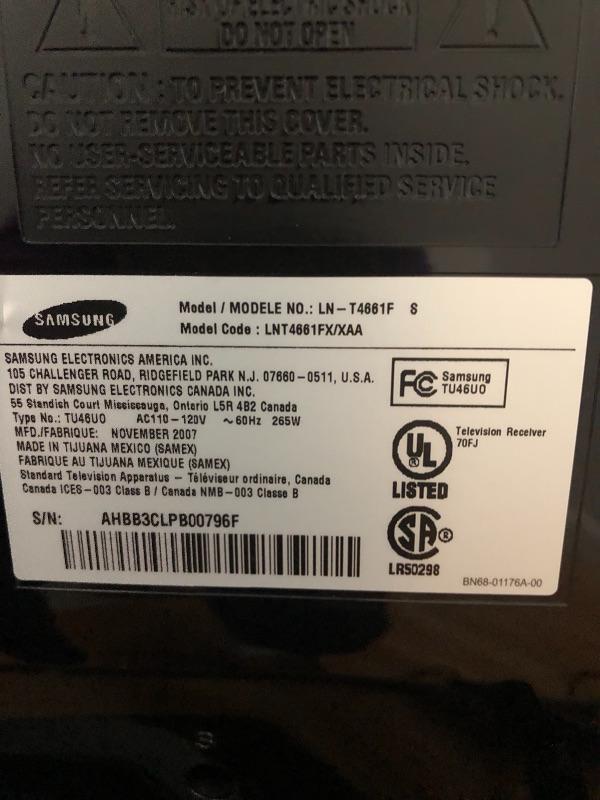 RISK OF ELECTRIC SHOCK
DO NOT OPEN
CAUTION : TO PREVENT ELECTRICAL SHOCK.
DO NOT REMOVE THIS COVER.
NO USER-SERVICEABLE PARTS INSIDE.
REFER SERVICING TO QUALIFIED SERVICE
PERSONNEL.
SAMSUNG
Model / MODELE NO.: LN-T4661F S
Model Code : LNT4661FX/XAA
SAMSUNG ELECTRONICS AMERICA INC.
105 CHALLENGER ROAD, RIDGEFIELD PARK N.J. 07660-0511, U.S.A.
DIST BY SAMSUNG ELECTRONICS CANADA INC.
55 Standish Court Mississauga, Ontario L5R 4B2 Canada
Type No.: TU46U0 AC110-120V ~60Hz 265W
MFD./FABRIQUE: NOVEMBER 2007
MADE IN TIJUANA MEXICO (SAMEX)
FABRIQUE AU TIJUANA MEXIQUE (SAMEX)
Standard Television Apparatus - Téléviseur ordinaire, Canada
Canada ICES-003 Class B / Canada NMB-003 Classe B
S/N: AHBB3CLPB00796F
FC Samsung
TU46U0
UL ® Television Receiver
70FJ
LISTED
SA ®
LR50298
BN68-01176A-00
S